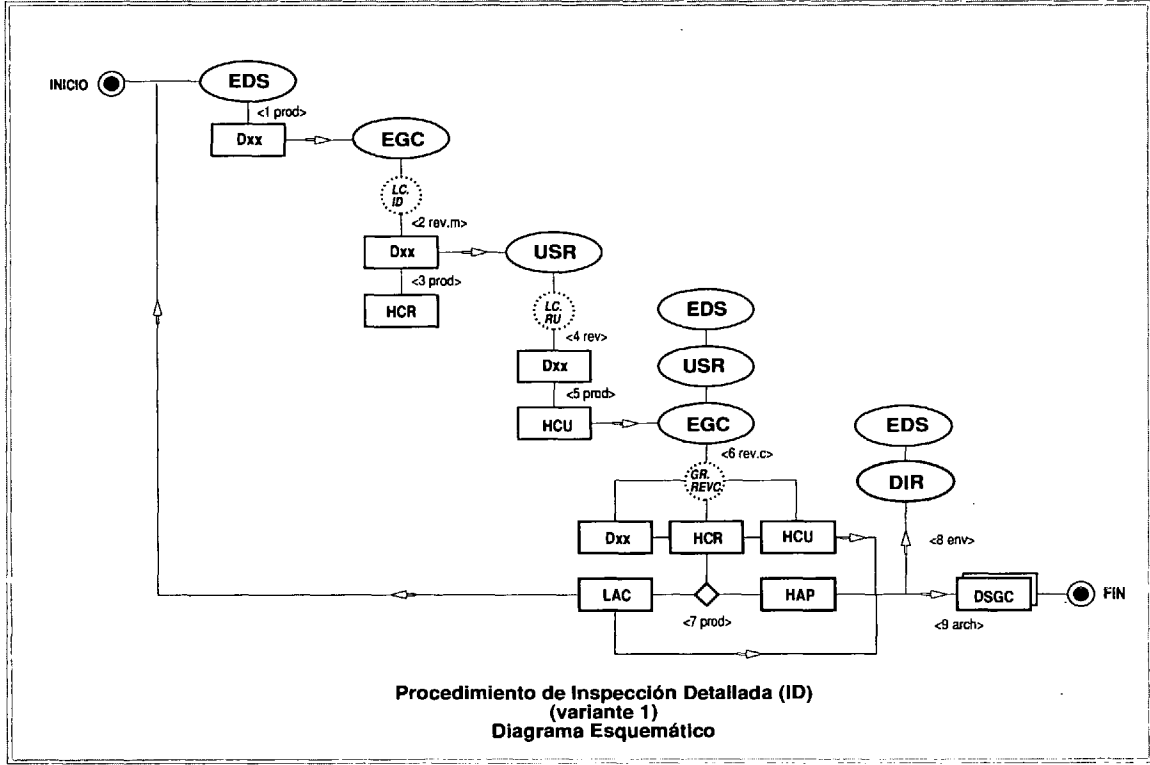 INICIO
EDS
<1 prod>
Dxx
EGC
LC.
ID
<2 rev.m>
Dxx
USR
<3 prod>
HCR
LC.
RU
<4 rev>
Dxx
<5 prod>
HCU
EDS
USR
EGC
<6 rev.c>
GR.
REVC.
EDS
DIR
<8 env>
Dxx
HCR
HCU
LAC
<7 prod>
HAP
DSGC
<9 arch>
FIN
Procedimiento de Inspección Detallada (ID)
(variante 1)
Diagrama Esquemático